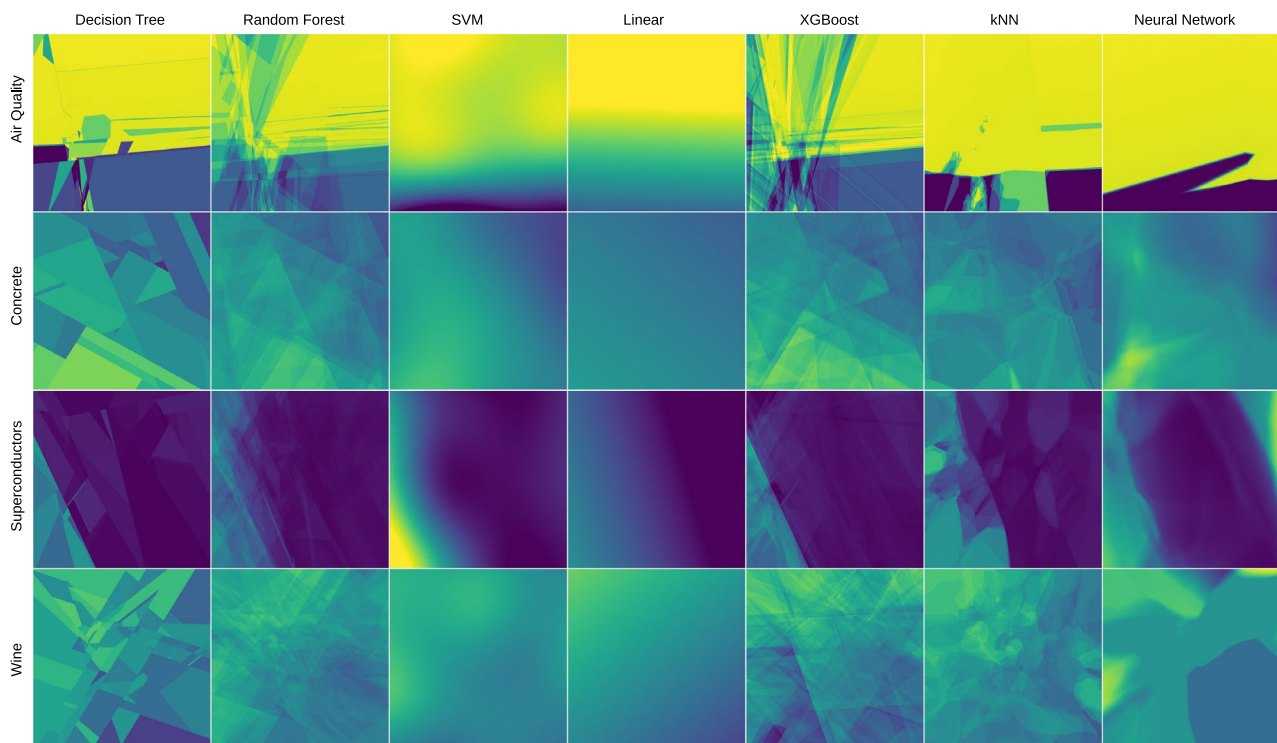 Decision Tree Random Forest SVM Linear XGBoost kNN Neural Network
Air Quality
Concrete
Superconductors
Wine